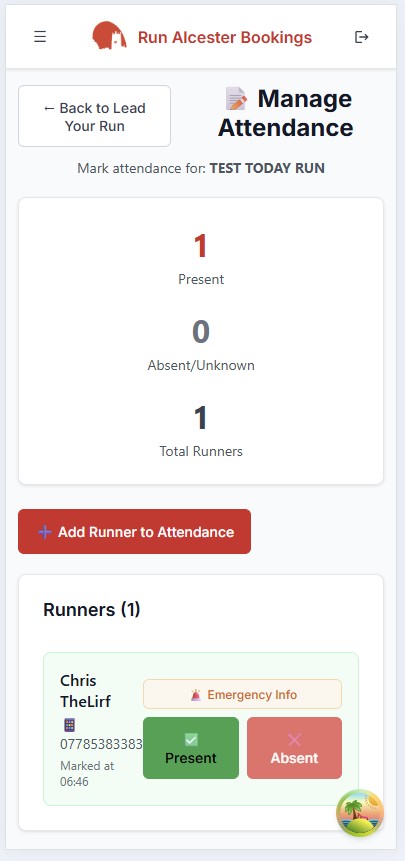 Run Alcester Bookings
← Back to Lead
Your Run
Manage
Attendance
Mark attendance for: TEST TODAY RUN
1
Present
0
Absent/Unknown
1
Total Runners
Add Runner to Attendance
Runners (1)
Chris
TheLirf
07785383383
Marked at
06:46
Emergency Info
Present
Absent